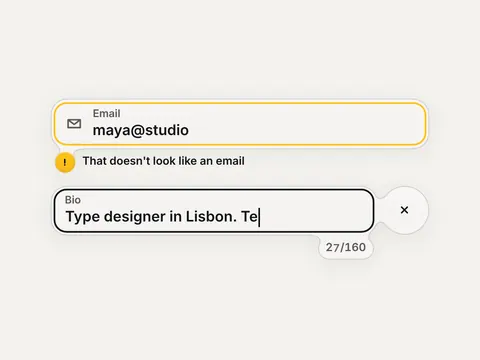 Email
maya@studio
! That doesn't look like an email
Bio
Type designer in Lisbon. Te
27/160